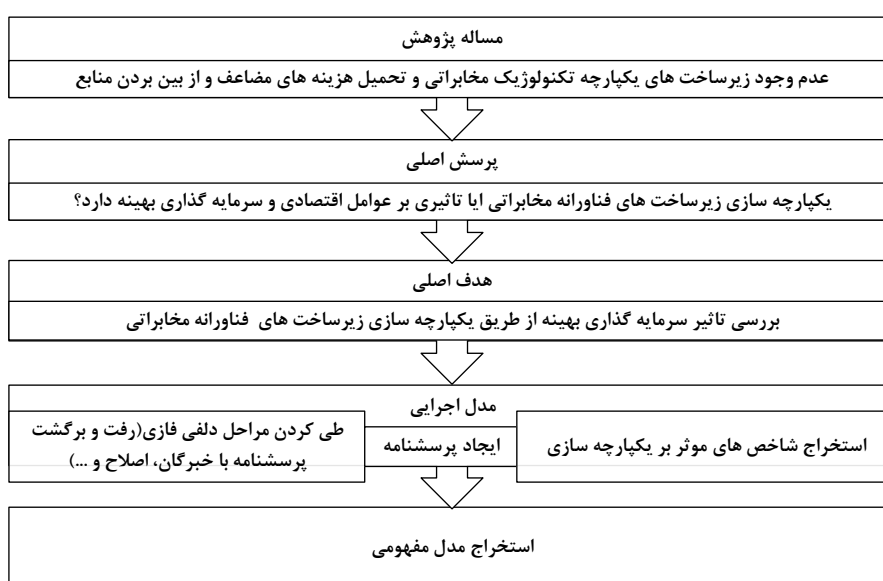 مساله پژوهش
عدم وجود زیرساخت های یکپارچه تکنولوژیک مخابراتی و تحمیل هزینه های مضاعف و از بین بردن منابع
پرسش اصلی
یکپارچه سازی زیرساخت های فناورانه مخابراتی ایا تاثیری بر عوامل اقتصادی و سرمایه گذاری بهینه دارد؟
هدف اصلی
بررسی تاثیر سرمایه گذاری بهینه از طریق یکپارچه سازی زیرساخت های فناورانه مخابراتی
مدل اجرایی
استخراج شاخص های موثر بر یکپارچه سازی
ایجاد پرسشنامه
طی کردن مراحل دلفی فازی(رفت و برگشت
پرسشنامه با خبرگان، اصلاح و ...)
استخراج مدل مفهومی